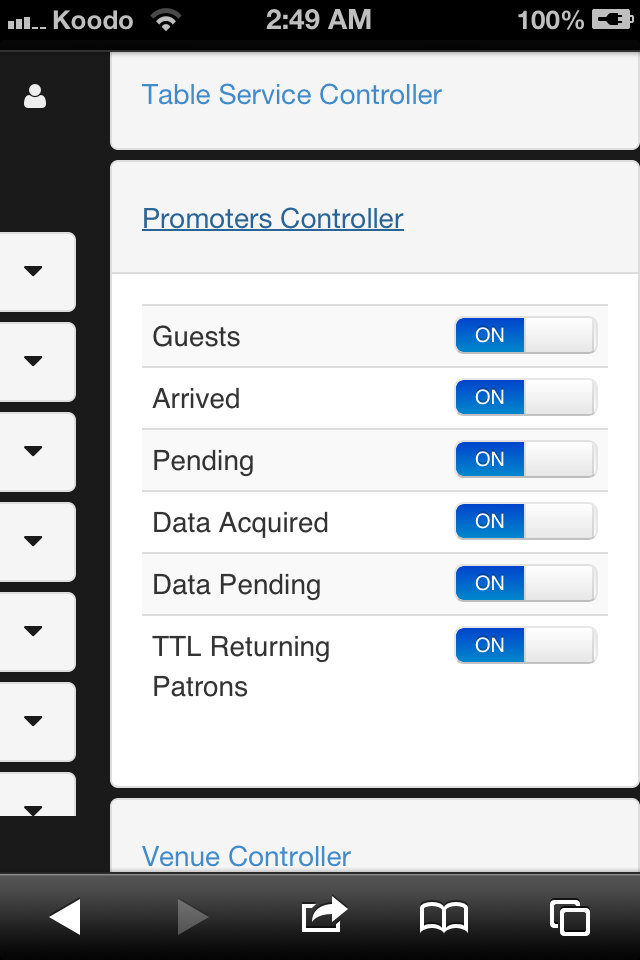 Koodo 2:49 AM 100%
Table Service Controller
Promoters Controller
Guests ON
Arrived ON
Pending ON
Data Acquired ON
Data Pending ON
TTL Returning ON
Patrons
Venue Controller